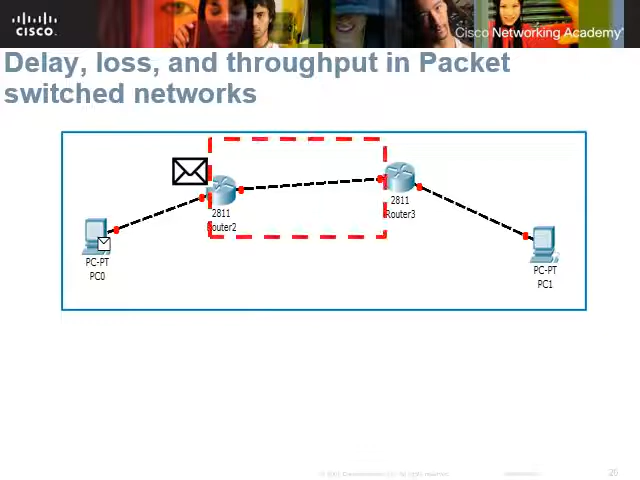 CISCO.
Cisco Networking Academy
Delay, loss, and throughput in Packet
switched networks
2811
Router2
2811
Router3
PC-PT
PC0
PC-PT
PC1
26